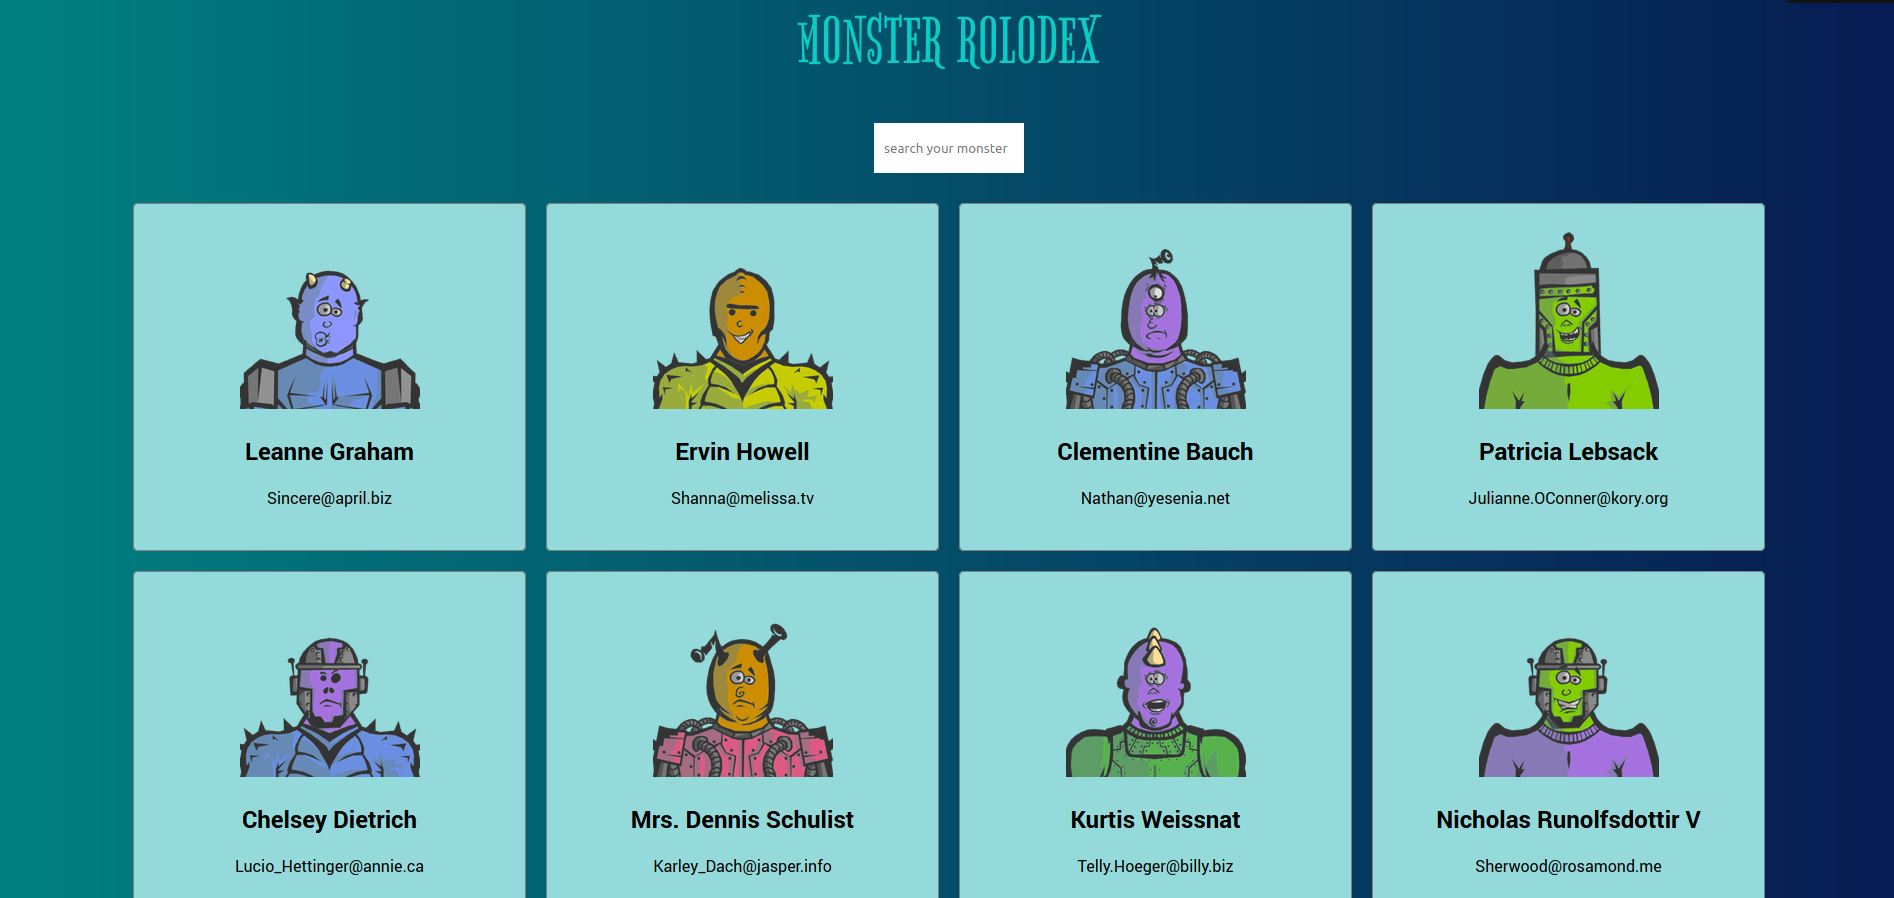 MONSTER ROLODEX
search your monster
Leanne Graham
Sincere@april.biz
Ervin Howell
Shanna@melissa.tv
Clementine Bauch
Nathan@yesenia.net
Patricia Lebsack
Julianne.OConner@kory.org
Chelsey Dietrich
Lucio_Hettinger@annie.ca
Mrs. Dennis Schulist
Karley_Dach@jasper.info
Kurtis Weissnat
Telly.Hoeger@billy.biz
Nicholas Runolfsdottir V
Sherwood@rosamond.me